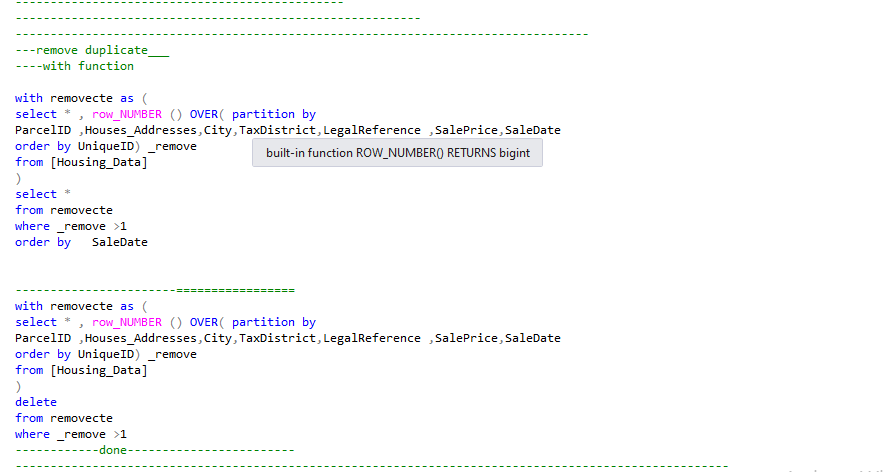 -----------------------------------------------
----------------------------------------------------------
----------------------------------------------------------------------------------
---remove duplicate___
----with function
with removecte as (
select * , row_NUMBER () OVER( partition by
ParcelID ,Houses_Addresses,City,TaxDistrict,LegalReference ,SalePrice,SaleDate
order by UniqueID) _remove
built-in function ROW_NUMBER() RETURNS bigint
from [Housing_Data]
)
select *
from removecte
where _remove >1
order by   SaleDate
-----------------------=================
with removecte as (
select * , row_NUMBER () OVER( partition by
ParcelID ,Houses_Addresses,City,TaxDistrict,LegalReference ,SalePrice,SaleDate
order by UniqueID) _remove
from [Housing_Data]
)
delete
from removecte
where _remove >1
------------done------------------------
------------------------------------------------------------------------------------------------------